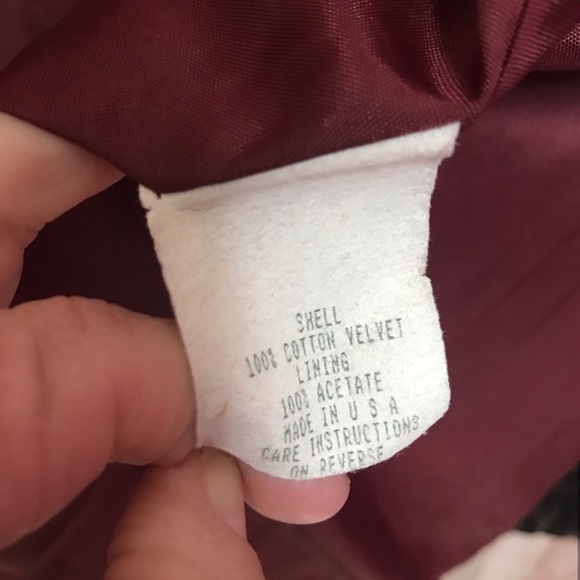 SHELL
100% COTTON VELVET
LINING
100% ACETATE
MADE IN U S A
CARE INSTRUCTIONS
ON REVERSE